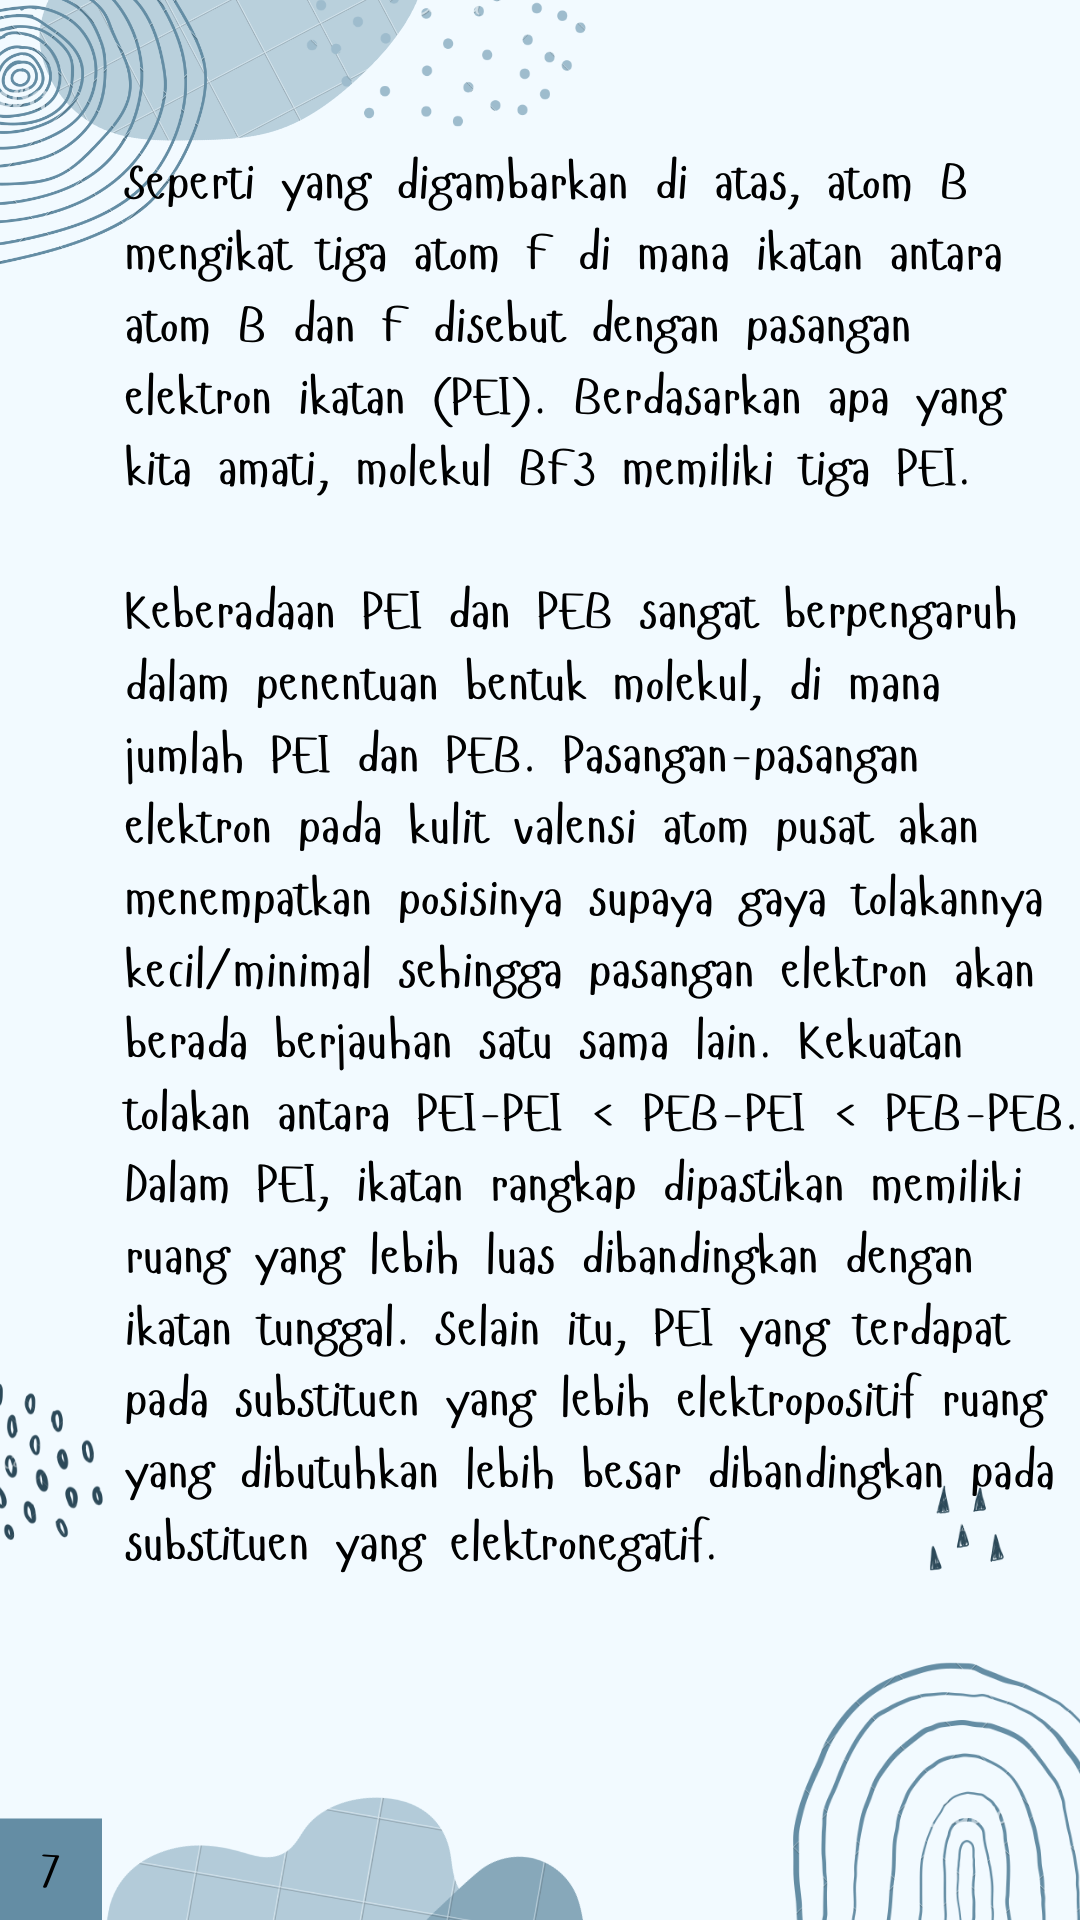 Seperti yang digambarkan di atas, atom B
mengikat tiga atom F di mana ikatan antara
atom B dan F disebut dengan pasangan
elektron ikatan (PEI). Berdasarkan apa yang
kita amati, molekul BF3 memiliki tiga PEI.
Keberadaan PEI dan PEB sangat berpengaruh
dalam penentuan bentuk molekul, di mana
jumlah PEI dan PEB. Pasangan-pasangan
elektron pada kulit valensi atom pusat akan
menempatkan posisinya supaya gaya tolakannya
kecil/minimal sehingga pasangan elektron akan
berada berjauhan satu sama lain. Kekuatan
tolakan antara PEI-PEI < PEB-PEI < PEB-PEB.
Dalam PEI, ikatan rangkap dipastikan memiliki
ruang yang lebih luas dibandingkan dengan
ikatan tunggal. Selain itu, PEI yang terdapat
pada substituen yang lebih elektropositif ruang
yang dibutuhkan lebih besar dibandingkan pada
substituen yang elektronegatif.
7